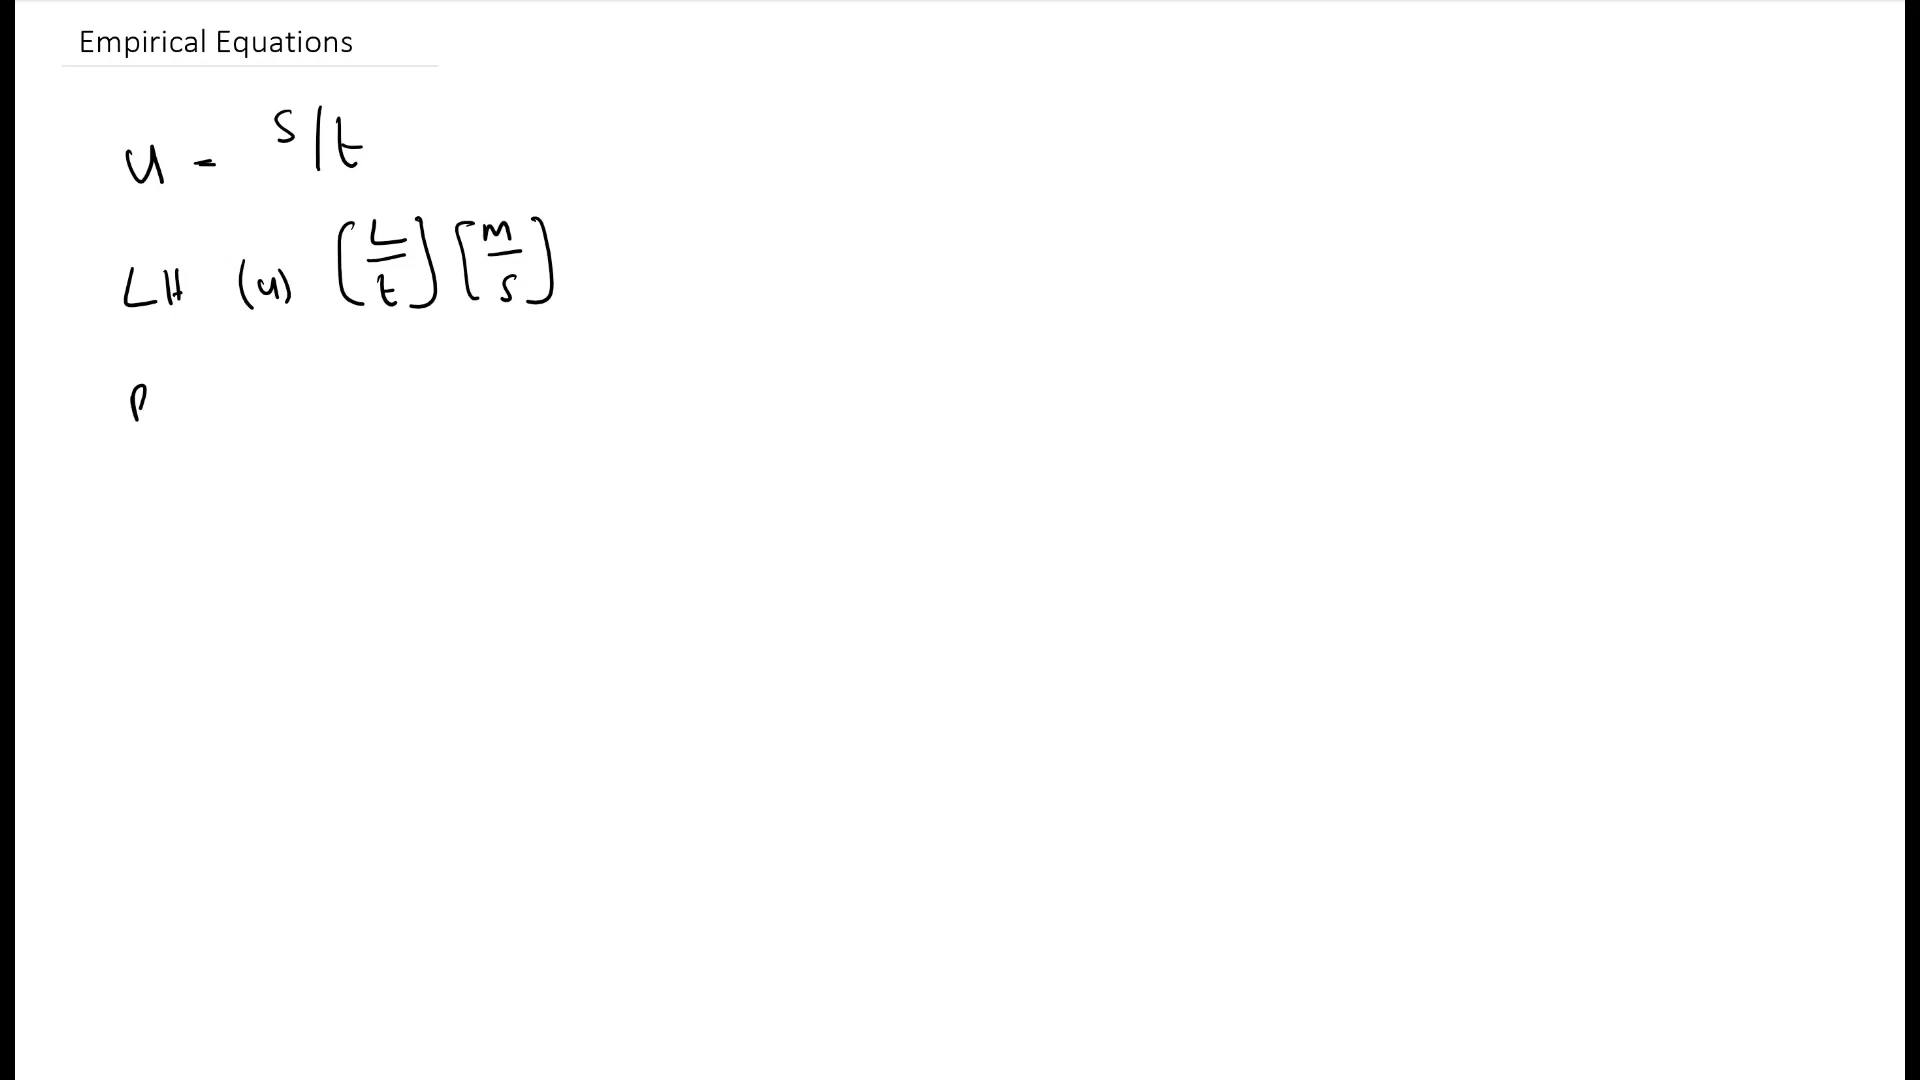 Empirical Equations
u = s/t
LH (u) [L/t] [m/s]
P